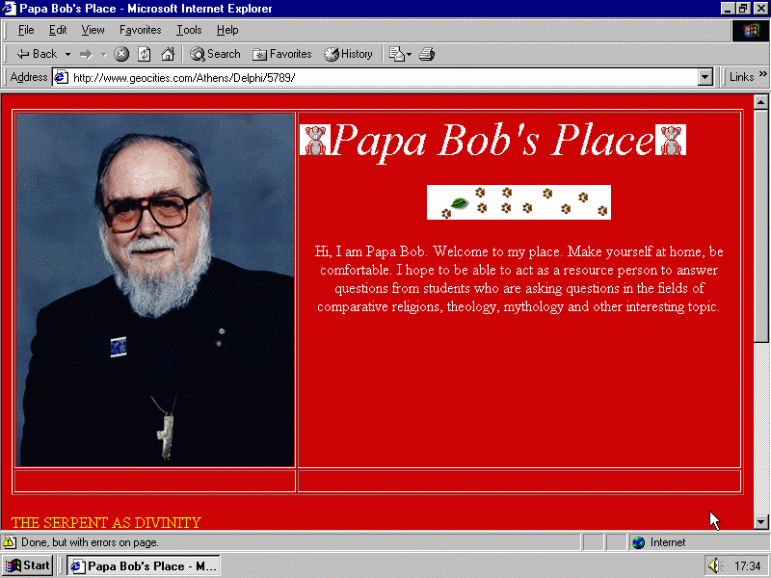 Papa Bob's Place - Microsoft Internet Explorer
File Edit View Favorites Tools Help
Back Search Favorites History
Address http://www.geocities.com/Athens/Delphi/5789/ Links »
Papa Bob's Place
Hi, I am Papa Bob. Welcome to my place. Make yourself at home, be
comfortable. I hope to be able to act as a resource person to answer
questions from students who are asking questions in the fields of
comparative religions, theology, mythology and other interesting topic.
THE SERPENT AS DIVINITY
Done, but with errors on page. Internet
Start Papa Bob's Place - M... 17:34